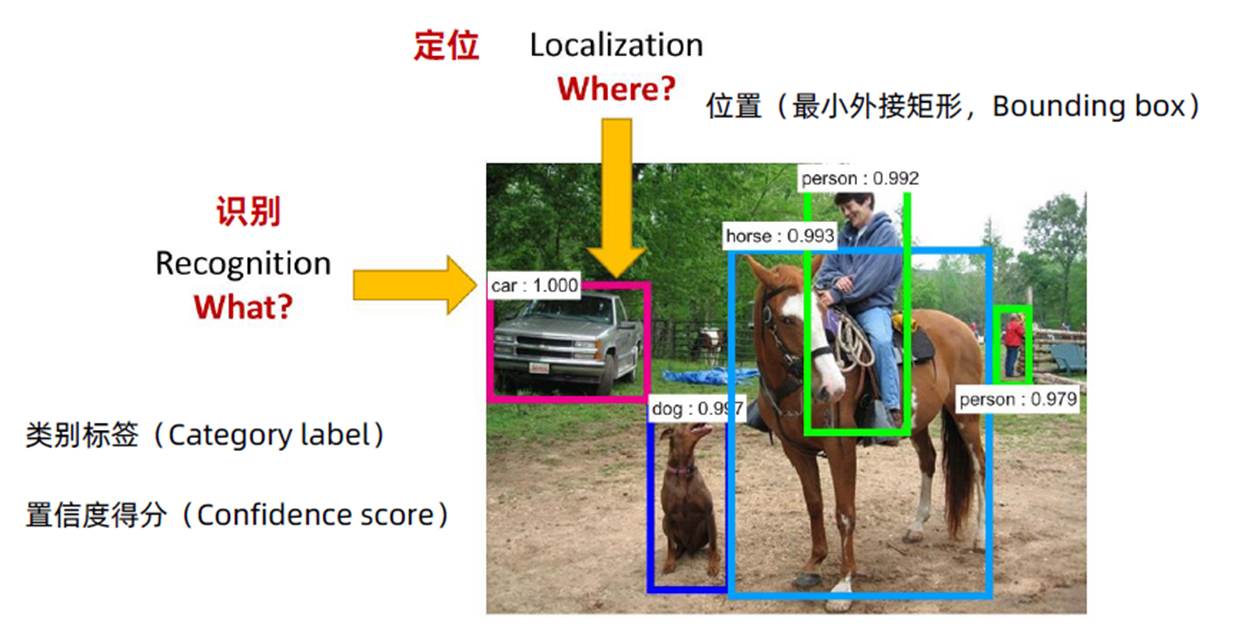 定位 Localization
Where?
位置（最小外接矩形，Bounding box）
识别
Recognition
What?
类别标签（Category label）
置信度得分（Confidence score）
person : 0.992
horse : 0.993
car : 1.000
dog : 0.997
person : 0.979